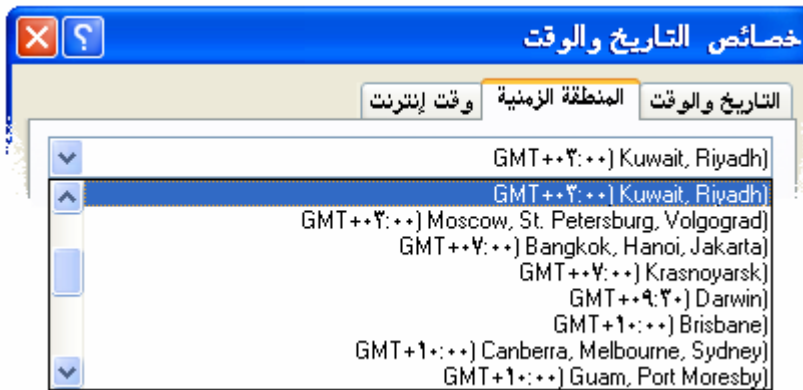 خصائص التاريخ والوقت
التاريخ والوقت المنطقة الزمنية وقت إنترنت
(GMT+٠٣:٠٠) Kuwait, Riyadh
(GMT+٠٣:٠٠) Kuwait, Riyadh
(GMT+٠٣:٠٠) Moscow, St. Petersburg, Volgograd
(GMT+٠٧:٠٠) Bangkok, Hanoi, Jakarta
(GMT+٠٧:٠٠) Krasnoyarsk
(GMT+٠٩:٣٠) Darwin
(GMT+١٠:٠٠) Brisbane
(GMT+١٠:٠٠) Canberra, Melbourne, Sydney
(GMT+١٠:٠٠) Guam, Port Moresby